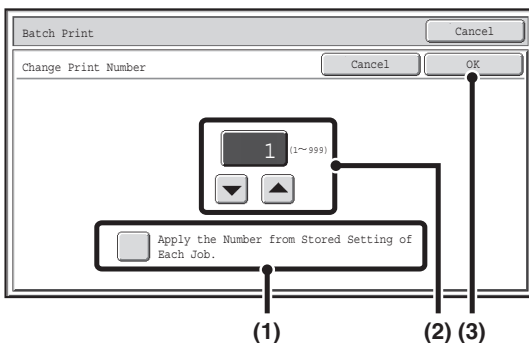 Batch Print
Cancel
Change Print Number
Cancel
OK
1
(1～999)
Apply the Number from Stored Setting of
Each Job.
(1)
(2) (3)